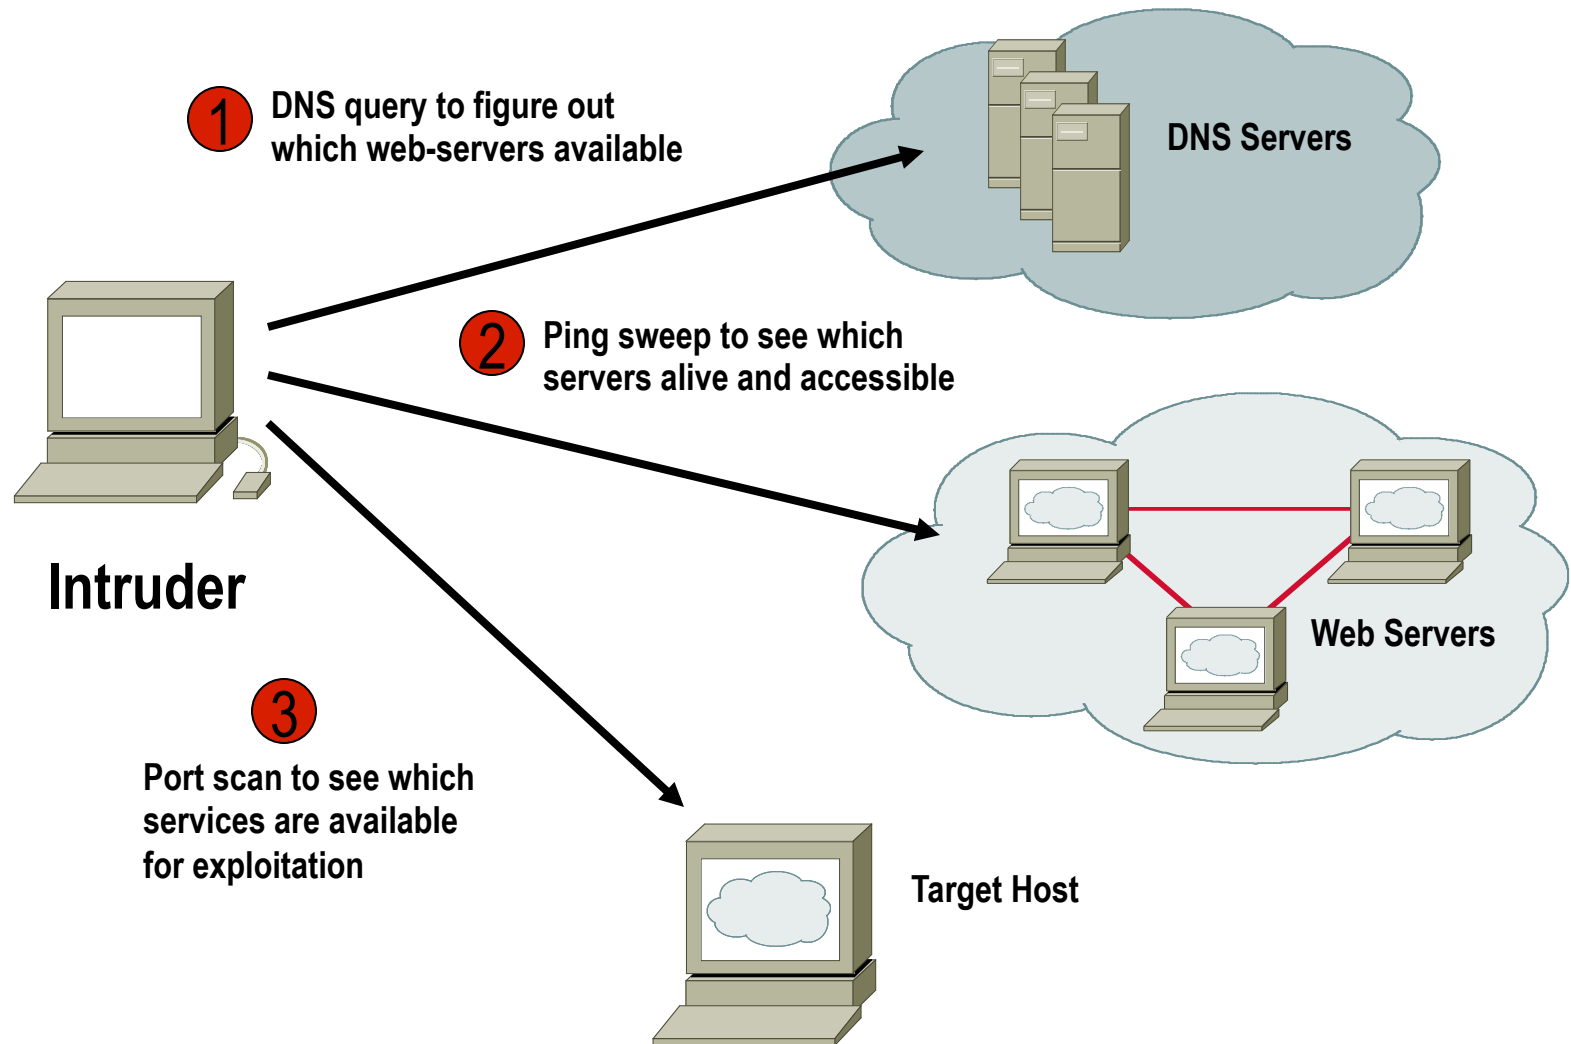 1
DNS query to figure out
which web-servers available
DNS Servers
2
Ping sweep to see which
servers alive and accessible
Intruder
Web Servers
3
Port scan to see which
services are available
for exploitation
Target Host